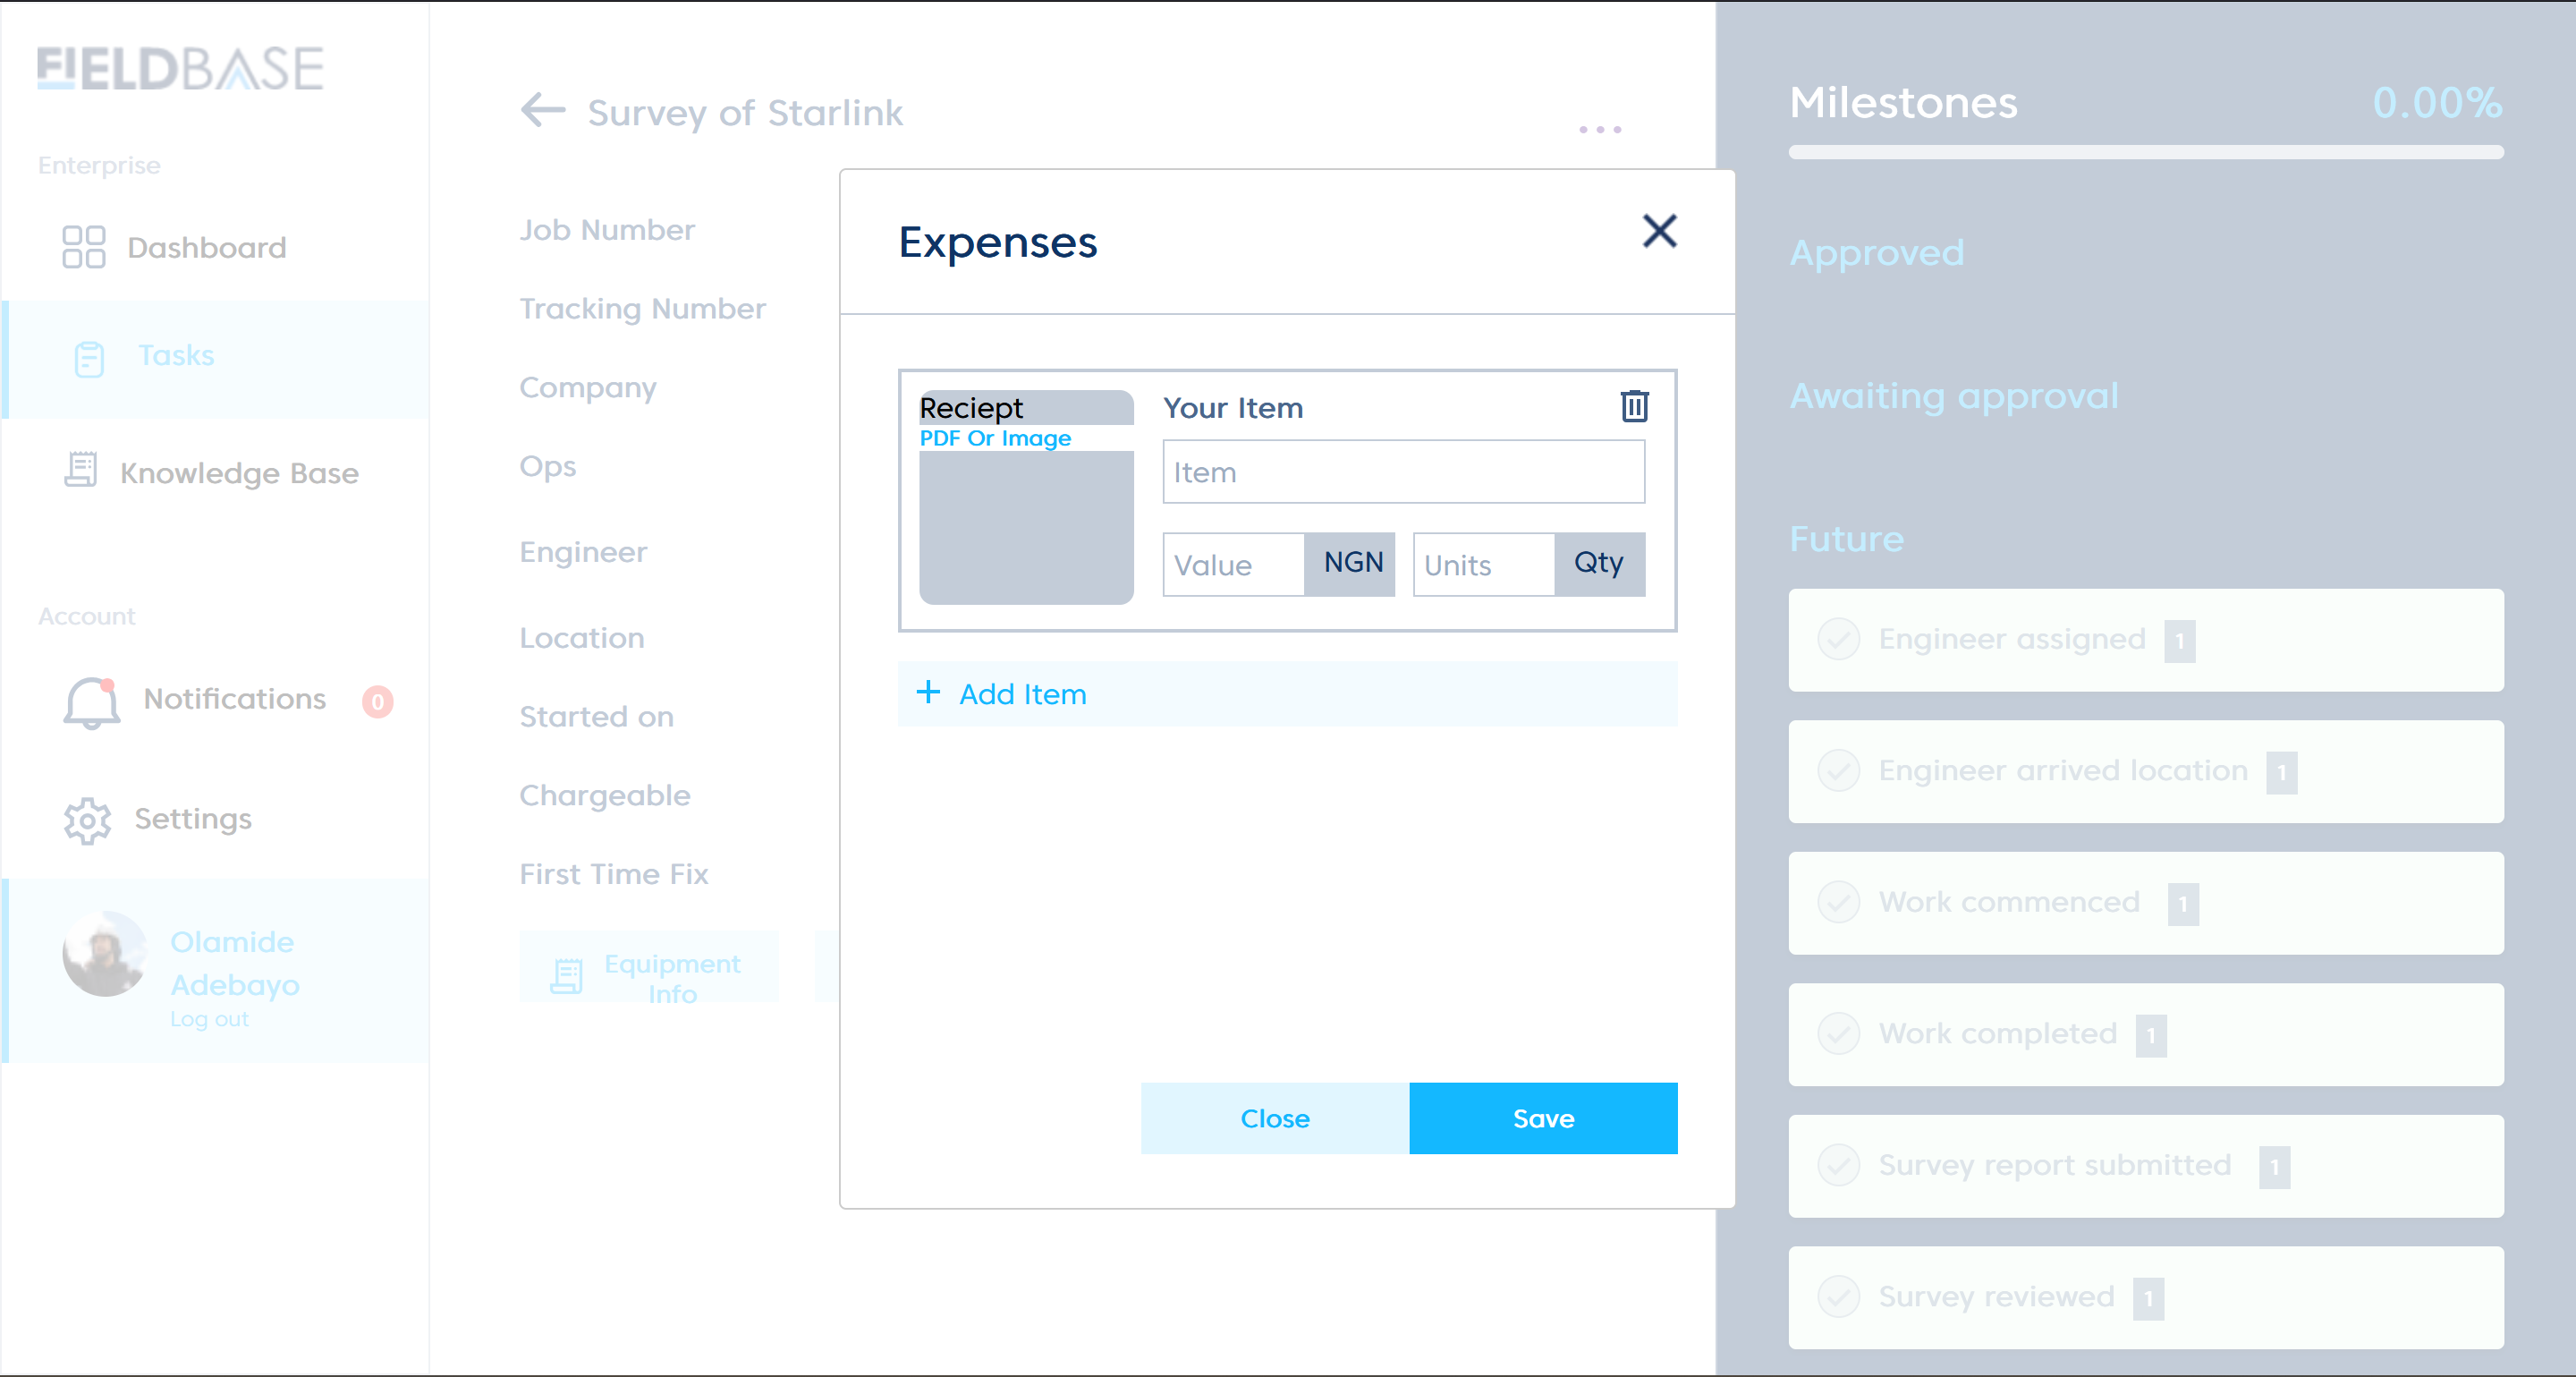 FIELDBASE
Enterprise
Dashboard
Tasks
Knowledge Base
Account
Notifications 0
Settings
Olamide
Adebayo
Log out
Survey of Starlink
...
Job Number
Tracking Number
Company
Ops
Engineer
Location
Started on
Chargeable
First Time Fix
Equipment
Info
Expenses
Reciept
PDF Or Image
Your Item
Item
Value NGN Units Qty
+ Add Item
Close Save
Milestones 0.00%
Approved
Awaiting approval
Future
Engineer assigned 1
Engineer arrived location 1
Work commenced 1
Work completed 1
Survey report submitted 1
Survey reviewed 1